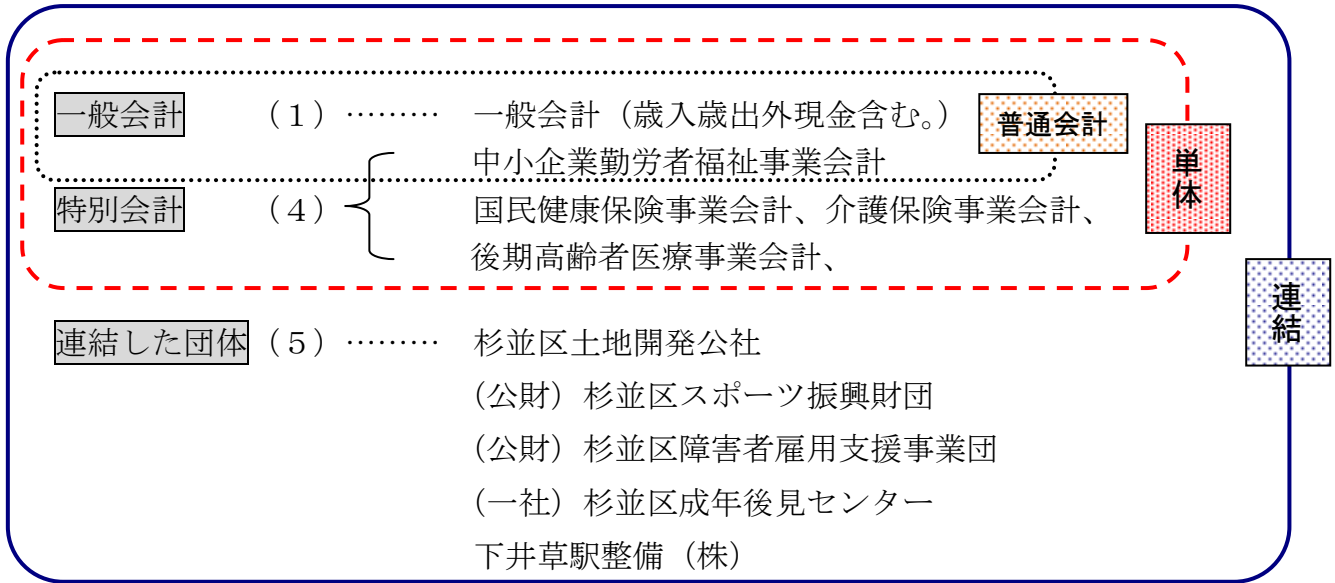 一般会計 （１）……… 一般会計（歳入歳出外現金含む。） 普通会計
中小企業勤労者福祉事業会計
単体
特別会計 （４） 国民健康保険事業会計、介護保険事業会計、
後期高齢者医療事業会計、
連結
連結した団体（５）……… 杉並区土地開発公社
(公財）杉並区スポーツ振興財団
(公財）杉並区障害者雇用支援事業団
(一社）杉並区成年後見センター
下井草駅整備（株）